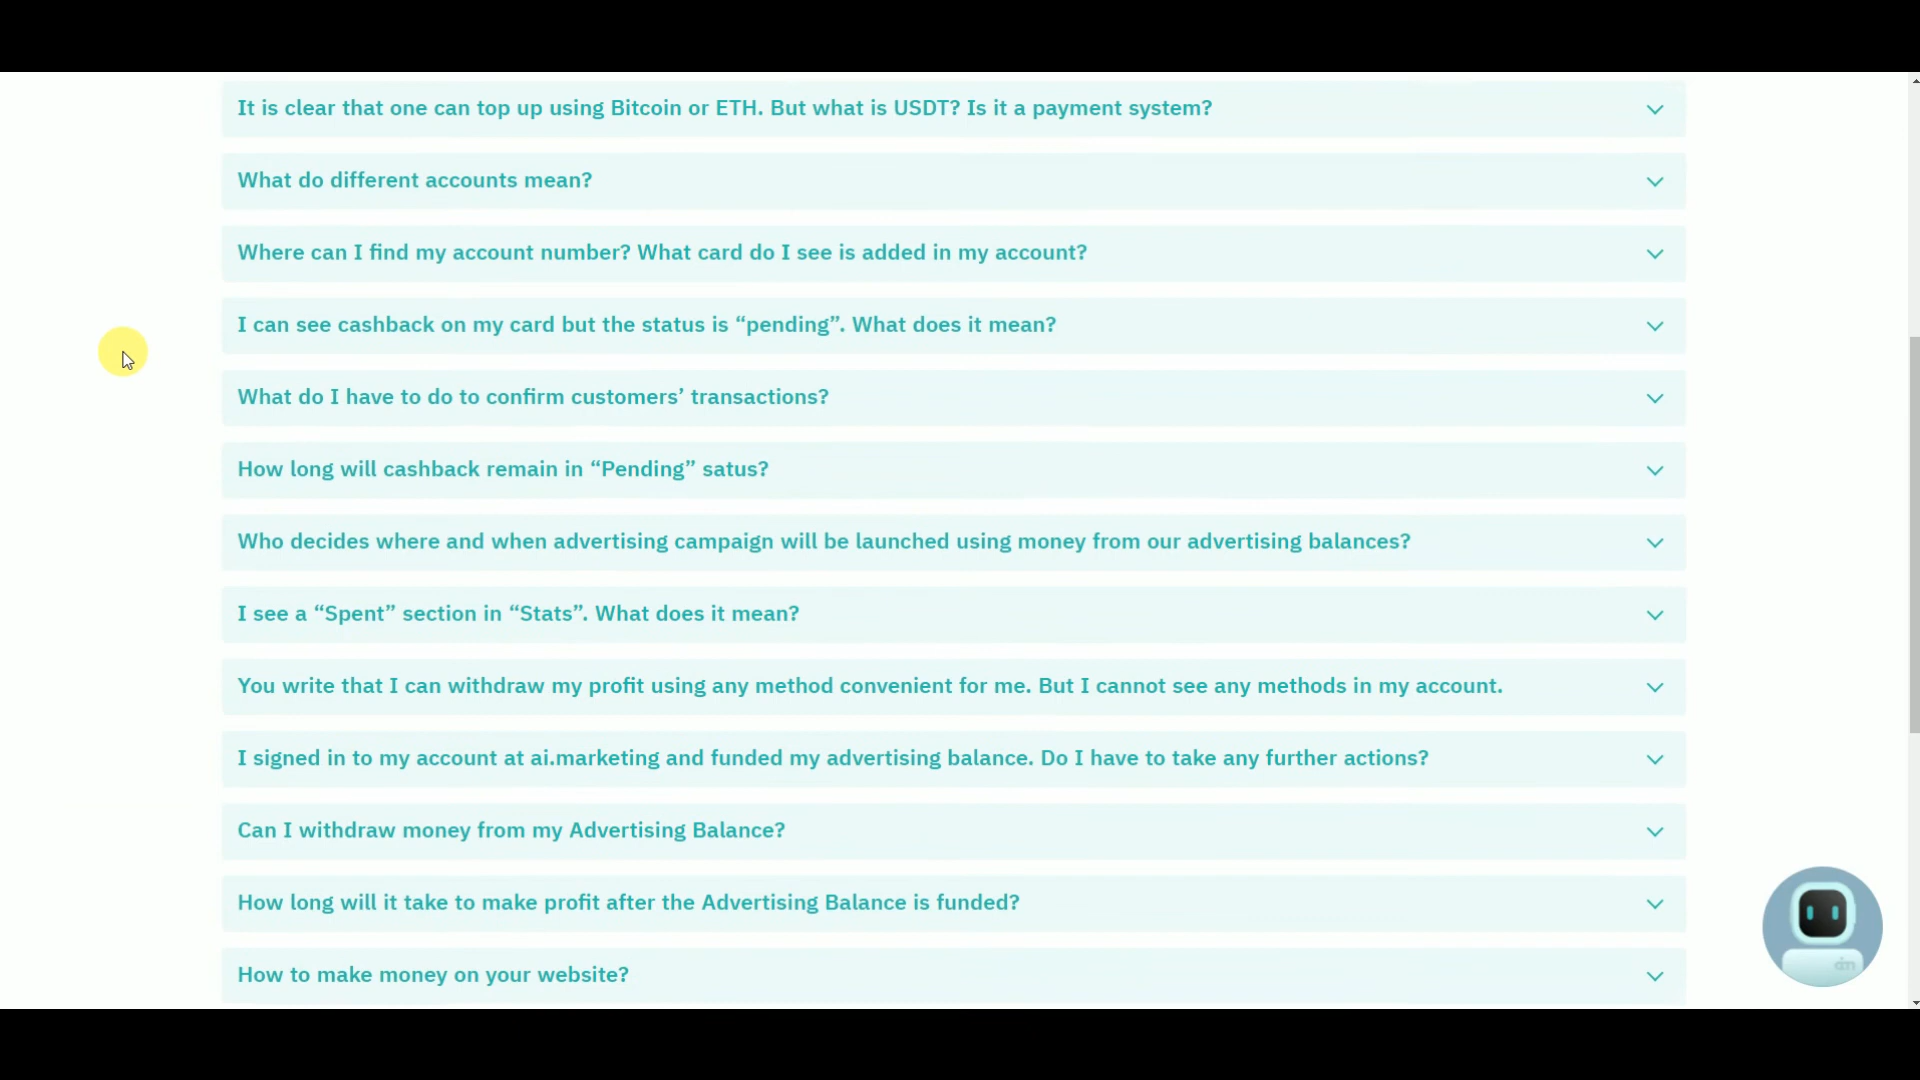 It is clear that one can top up using Bitcoin or ETH. But what is USDT? Is it a payment system?
What do different accounts mean?
Where can I find my account number? What card do I see is added in my account?
I can see cashback on my card but the status is “pending”. What does it mean?
What do I have to do to confirm customers’ transactions?
How long will cashback remain in “Pending” satus?
Who decides where and when advertising campaign will be launched using money from our advertising balances?
I see a “Spent” section in “Stats”. What does it mean?
You write that I can withdraw my profit using any method convenient for me. But I cannot see any methods in my account.
I signed in to my account at ai.marketing and funded my advertising balance. Do I have to take any further actions?
Can I withdraw money from my Advertising Balance?
How long will it take to make profit after the Advertising Balance is funded?
How to make money on your website?